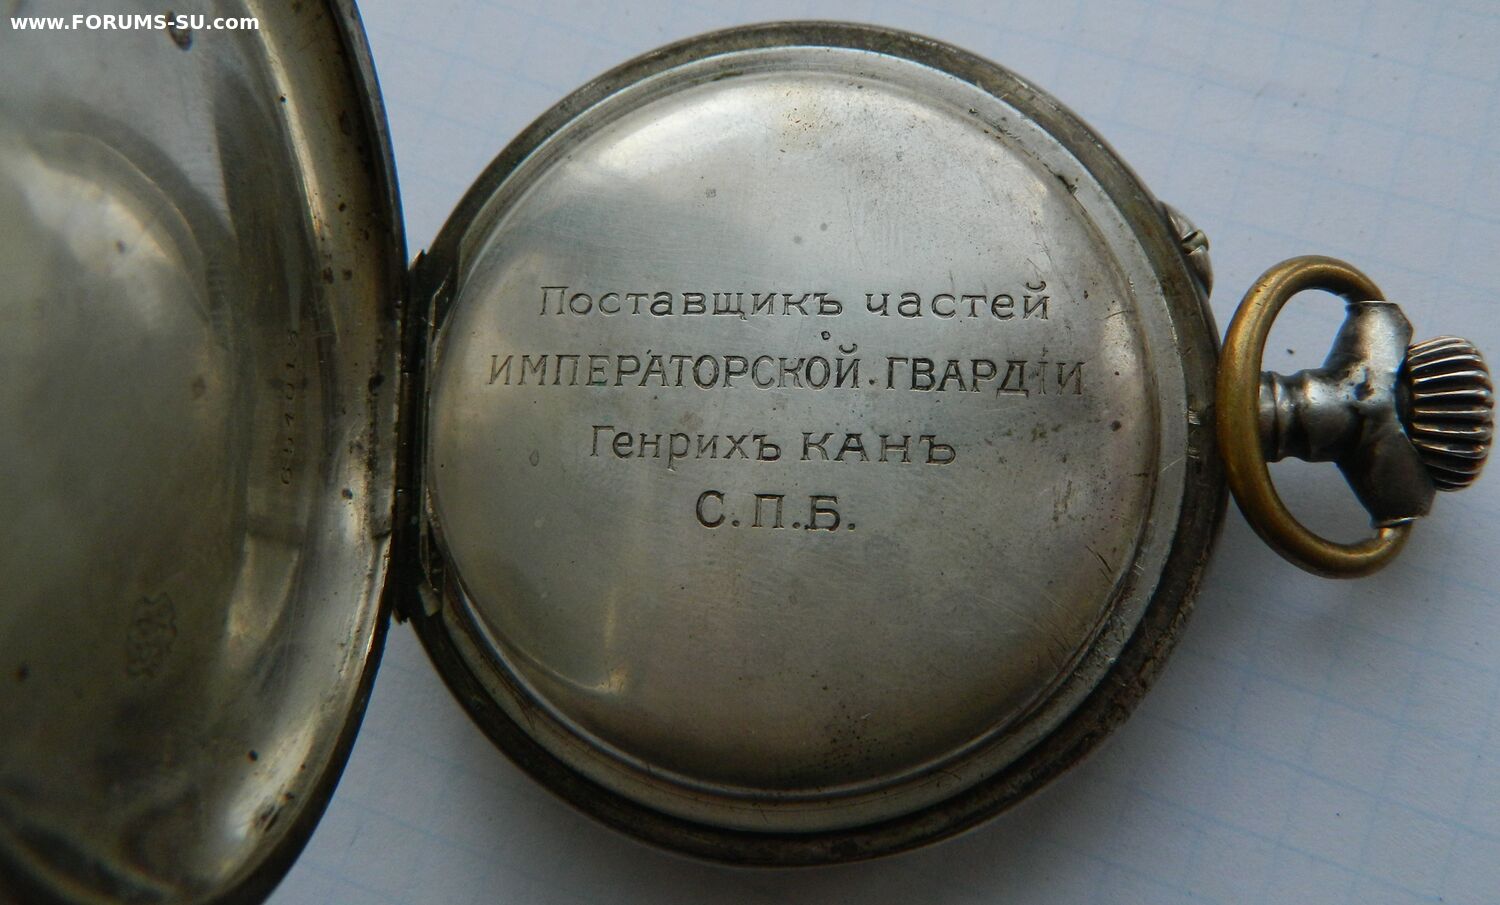 www.FORUMS-SU.com
Поставщикъ частей
ИМПЕРАТОРСКОЙ ГВАРДІИ
Генрихъ КАНЪ
С.П.Б.